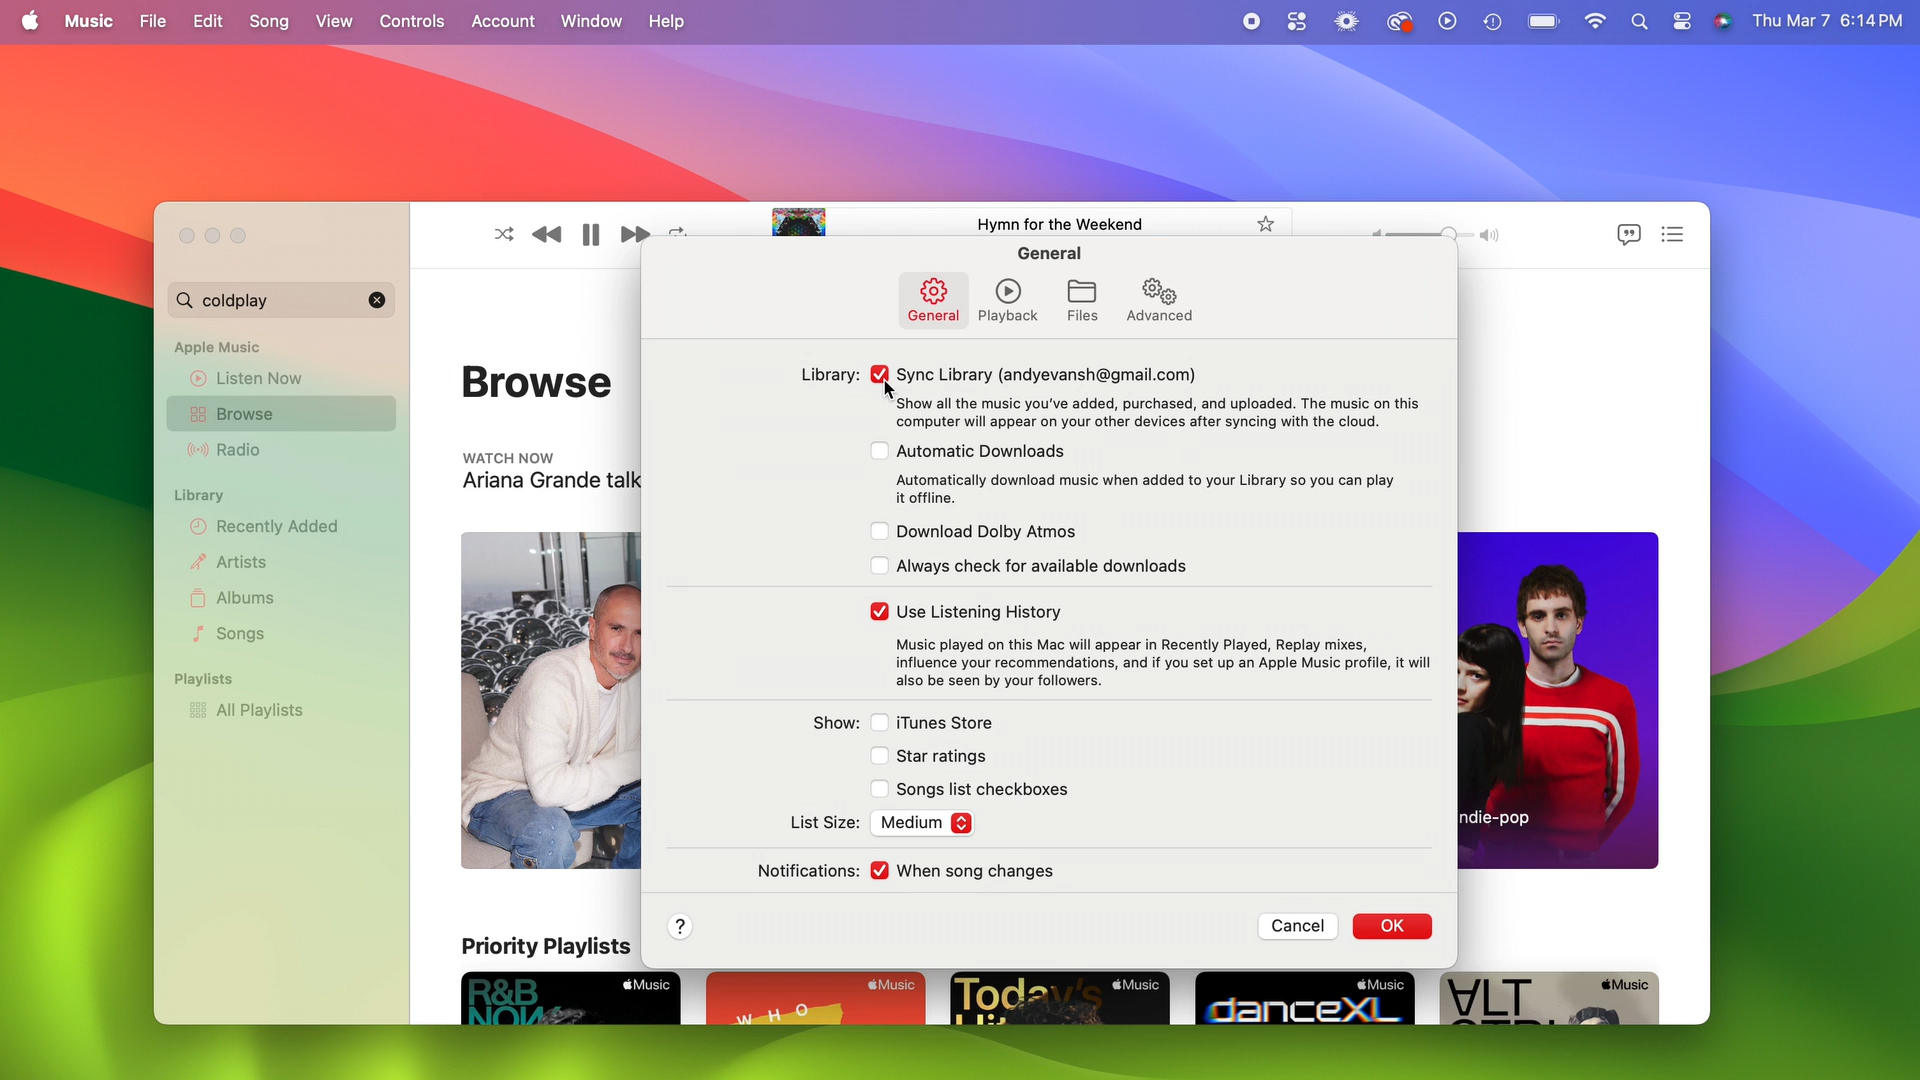 Music File Edit Song View Controls Account Window Help Thu Mar 7 6:14 PM
Hymn for the Weekend
General
coldplay
General Playback Files Advanced
Apple Music
Listen Now
Browse
Radio
Library
Recently Added
Artists
Albums
Songs
Playlists
All Playlists
Browse
WATCH NOW
Ariana Grande talk
Library: Sync Library (andyevansh@gmail.com)
Show all the music you've added, purchased, and uploaded. The music on this
computer will appear on your other devices after syncing with the cloud.
Automatic Downloads
Automatically download music when added to your Library so you can play
it offline.
Download Dolby Atmos
Always check for available downloads
Use Listening History
Music played on this Mac will appear in Recently Played, Replay mixes,
influence your recommendations, and if you set up an Apple Music profile, it will
also be seen by your followers.
Show: iTunes Store
Star ratings
Songs list checkboxes
List Size: Medium
Notifications: When song changes
? Cancel OK
ndie-pop
Priority Playlists
Music Music Music Music Music
R&B
NOW
WHO
Today's
Hit
danceXL
ALT
CTRL